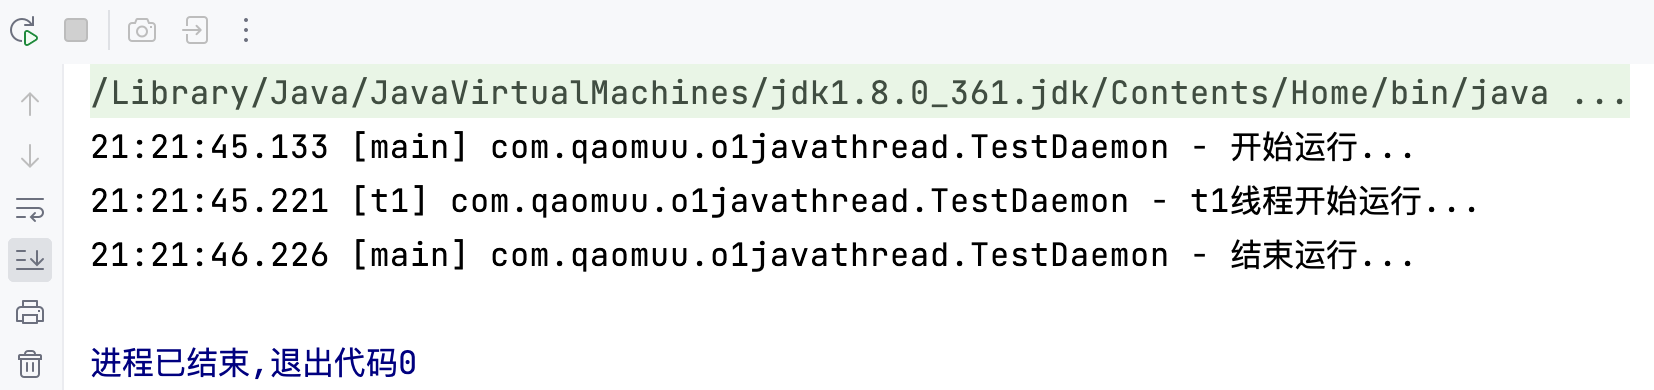 /Library/Java/JavaVirtualMachines/jdk1.8.0_361.jdk/Contents/Home/bin/java ...
21:21:45.133 [main] com.qaomuu.o1javathread.TestDaemon - 开始运行...
21:21:45.221 [t1] com.qaomuu.o1javathread.TestDaemon - t1线程开始运行...
21:21:46.226 [main] com.qaomuu.o1javathread.TestDaemon - 结束运行...
进程已结束,退出代码0